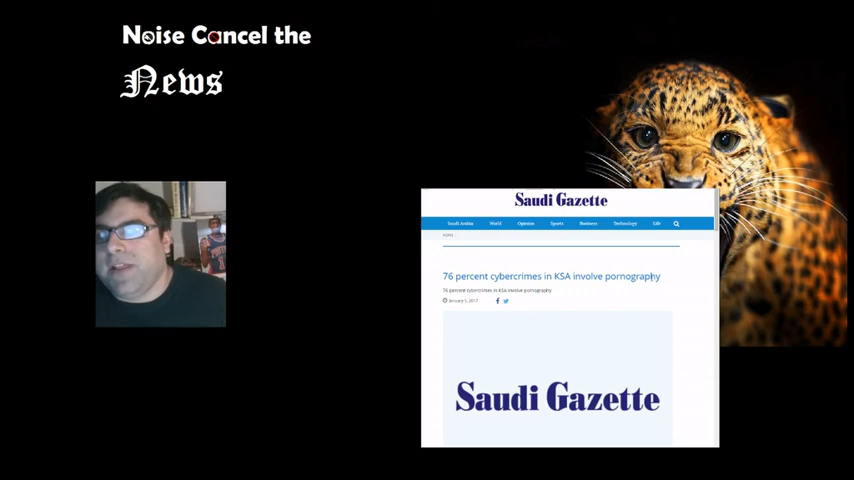 Noise Cancel the
News
Saudi Gazette
Saudi Arabia World Opinion Sports Business Technology Life
76 percent cybercrimes in KSA involve pornography
76 percent cybercrimes in KSA involve pornography
January 5, 2017
Saudi Gazette